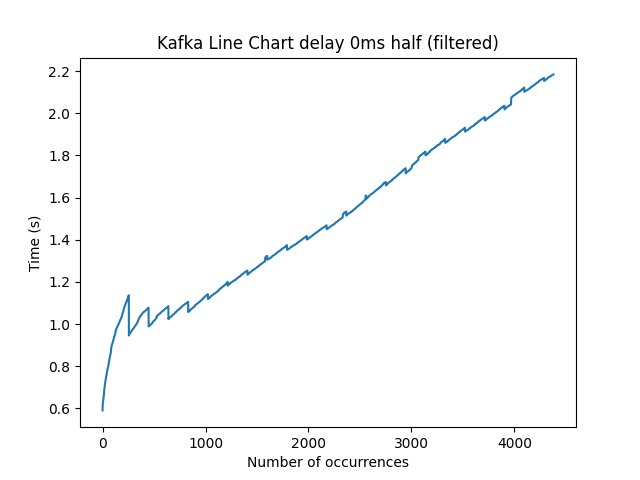 Kafka Line Chart delay 0ms half (filtered)
Time (s)
2.2
2.0
1.8
1.6
1.4
1.2
1.0
0.8
0.6
0 1000 2000 3000 4000
Number of occurrences